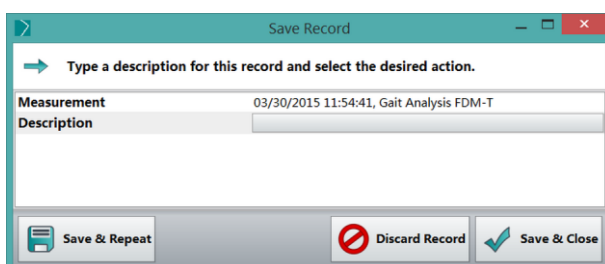 Save Record
Type a description for this record and select the desired action.
Measurement 03/30/2015 11:54:41, Gait Analysis FDM-T
Description
Save & Repeat Discard Record Save & Close